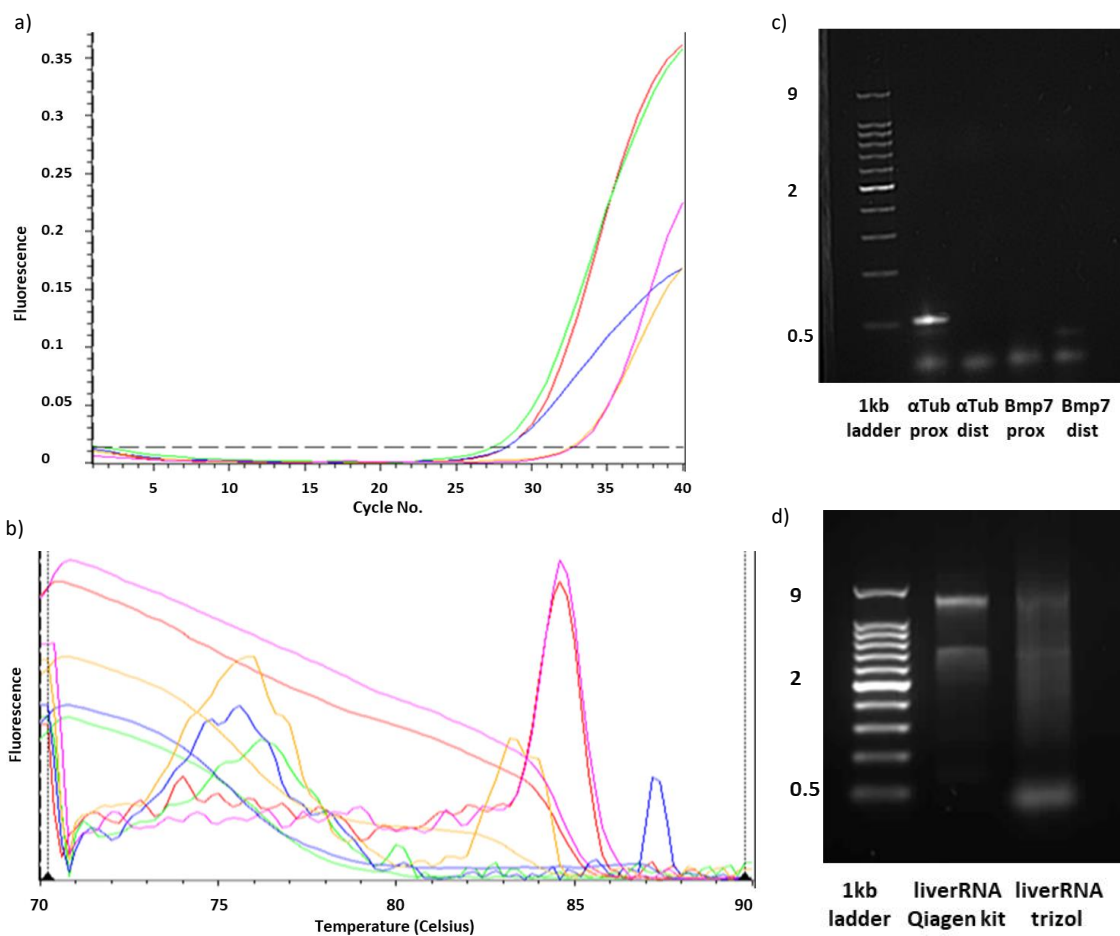 a)
0.35
0.3
0.25
0.2
0.15
0.1
0.05
0
Fluorescence
5 10 15 20 25 30 35 40
Cycle No.
b)
Fluorescence
70 75 80 85 90
Temperature (Celsius)
c)
9
2
0.5
1kb αTub αTub Bmp7 Bmp7
ladder prox dist prox dist
d)
9
2
0.5
1kb liverRNA liverRNA
ladder Qiagen kit trizol